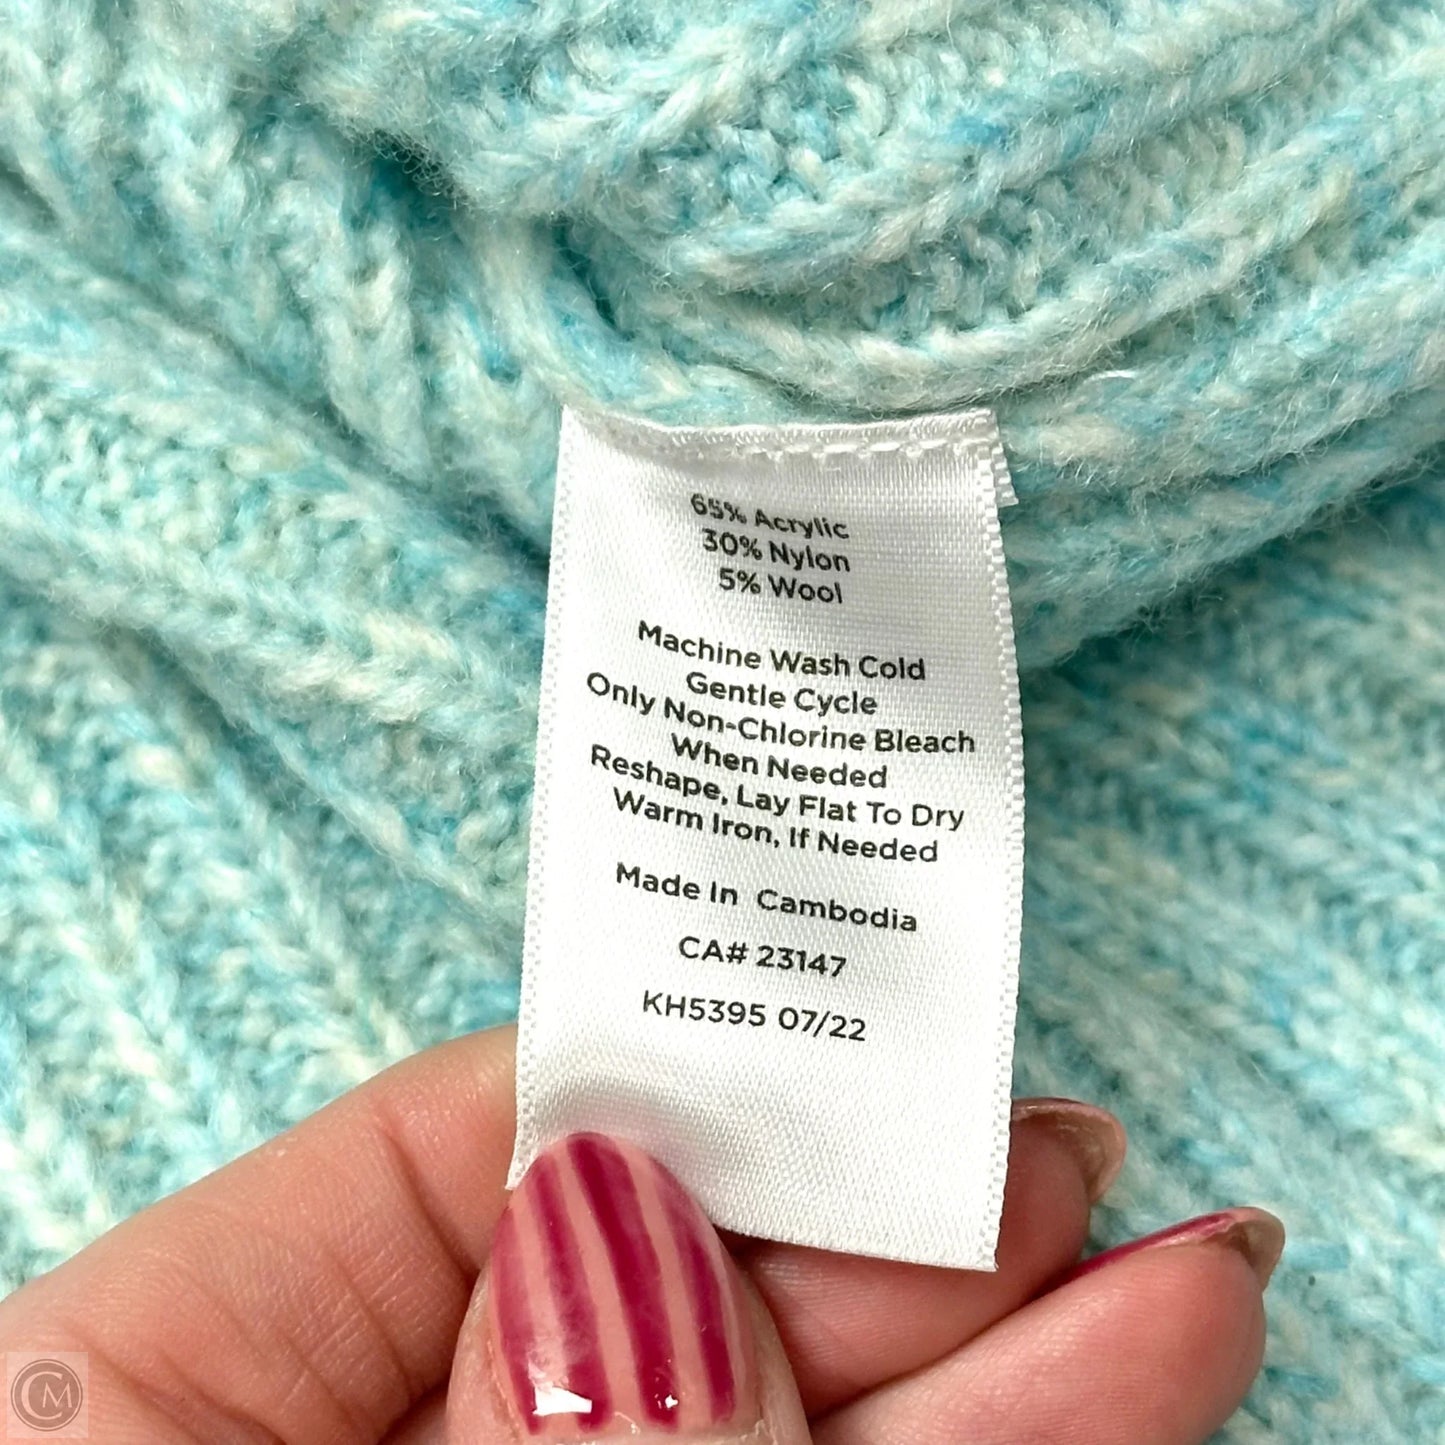 65% Acrylic
30% Nylon
5% Wool
Machine Wash Cold
Gentle Cycle
Only Non-Chlorine Bleach
When Needed
Reshape, Lay Flat To Dry
Warm Iron, If Needed
Made In Cambodia
CA# 23147
KH5395 07/22
CM